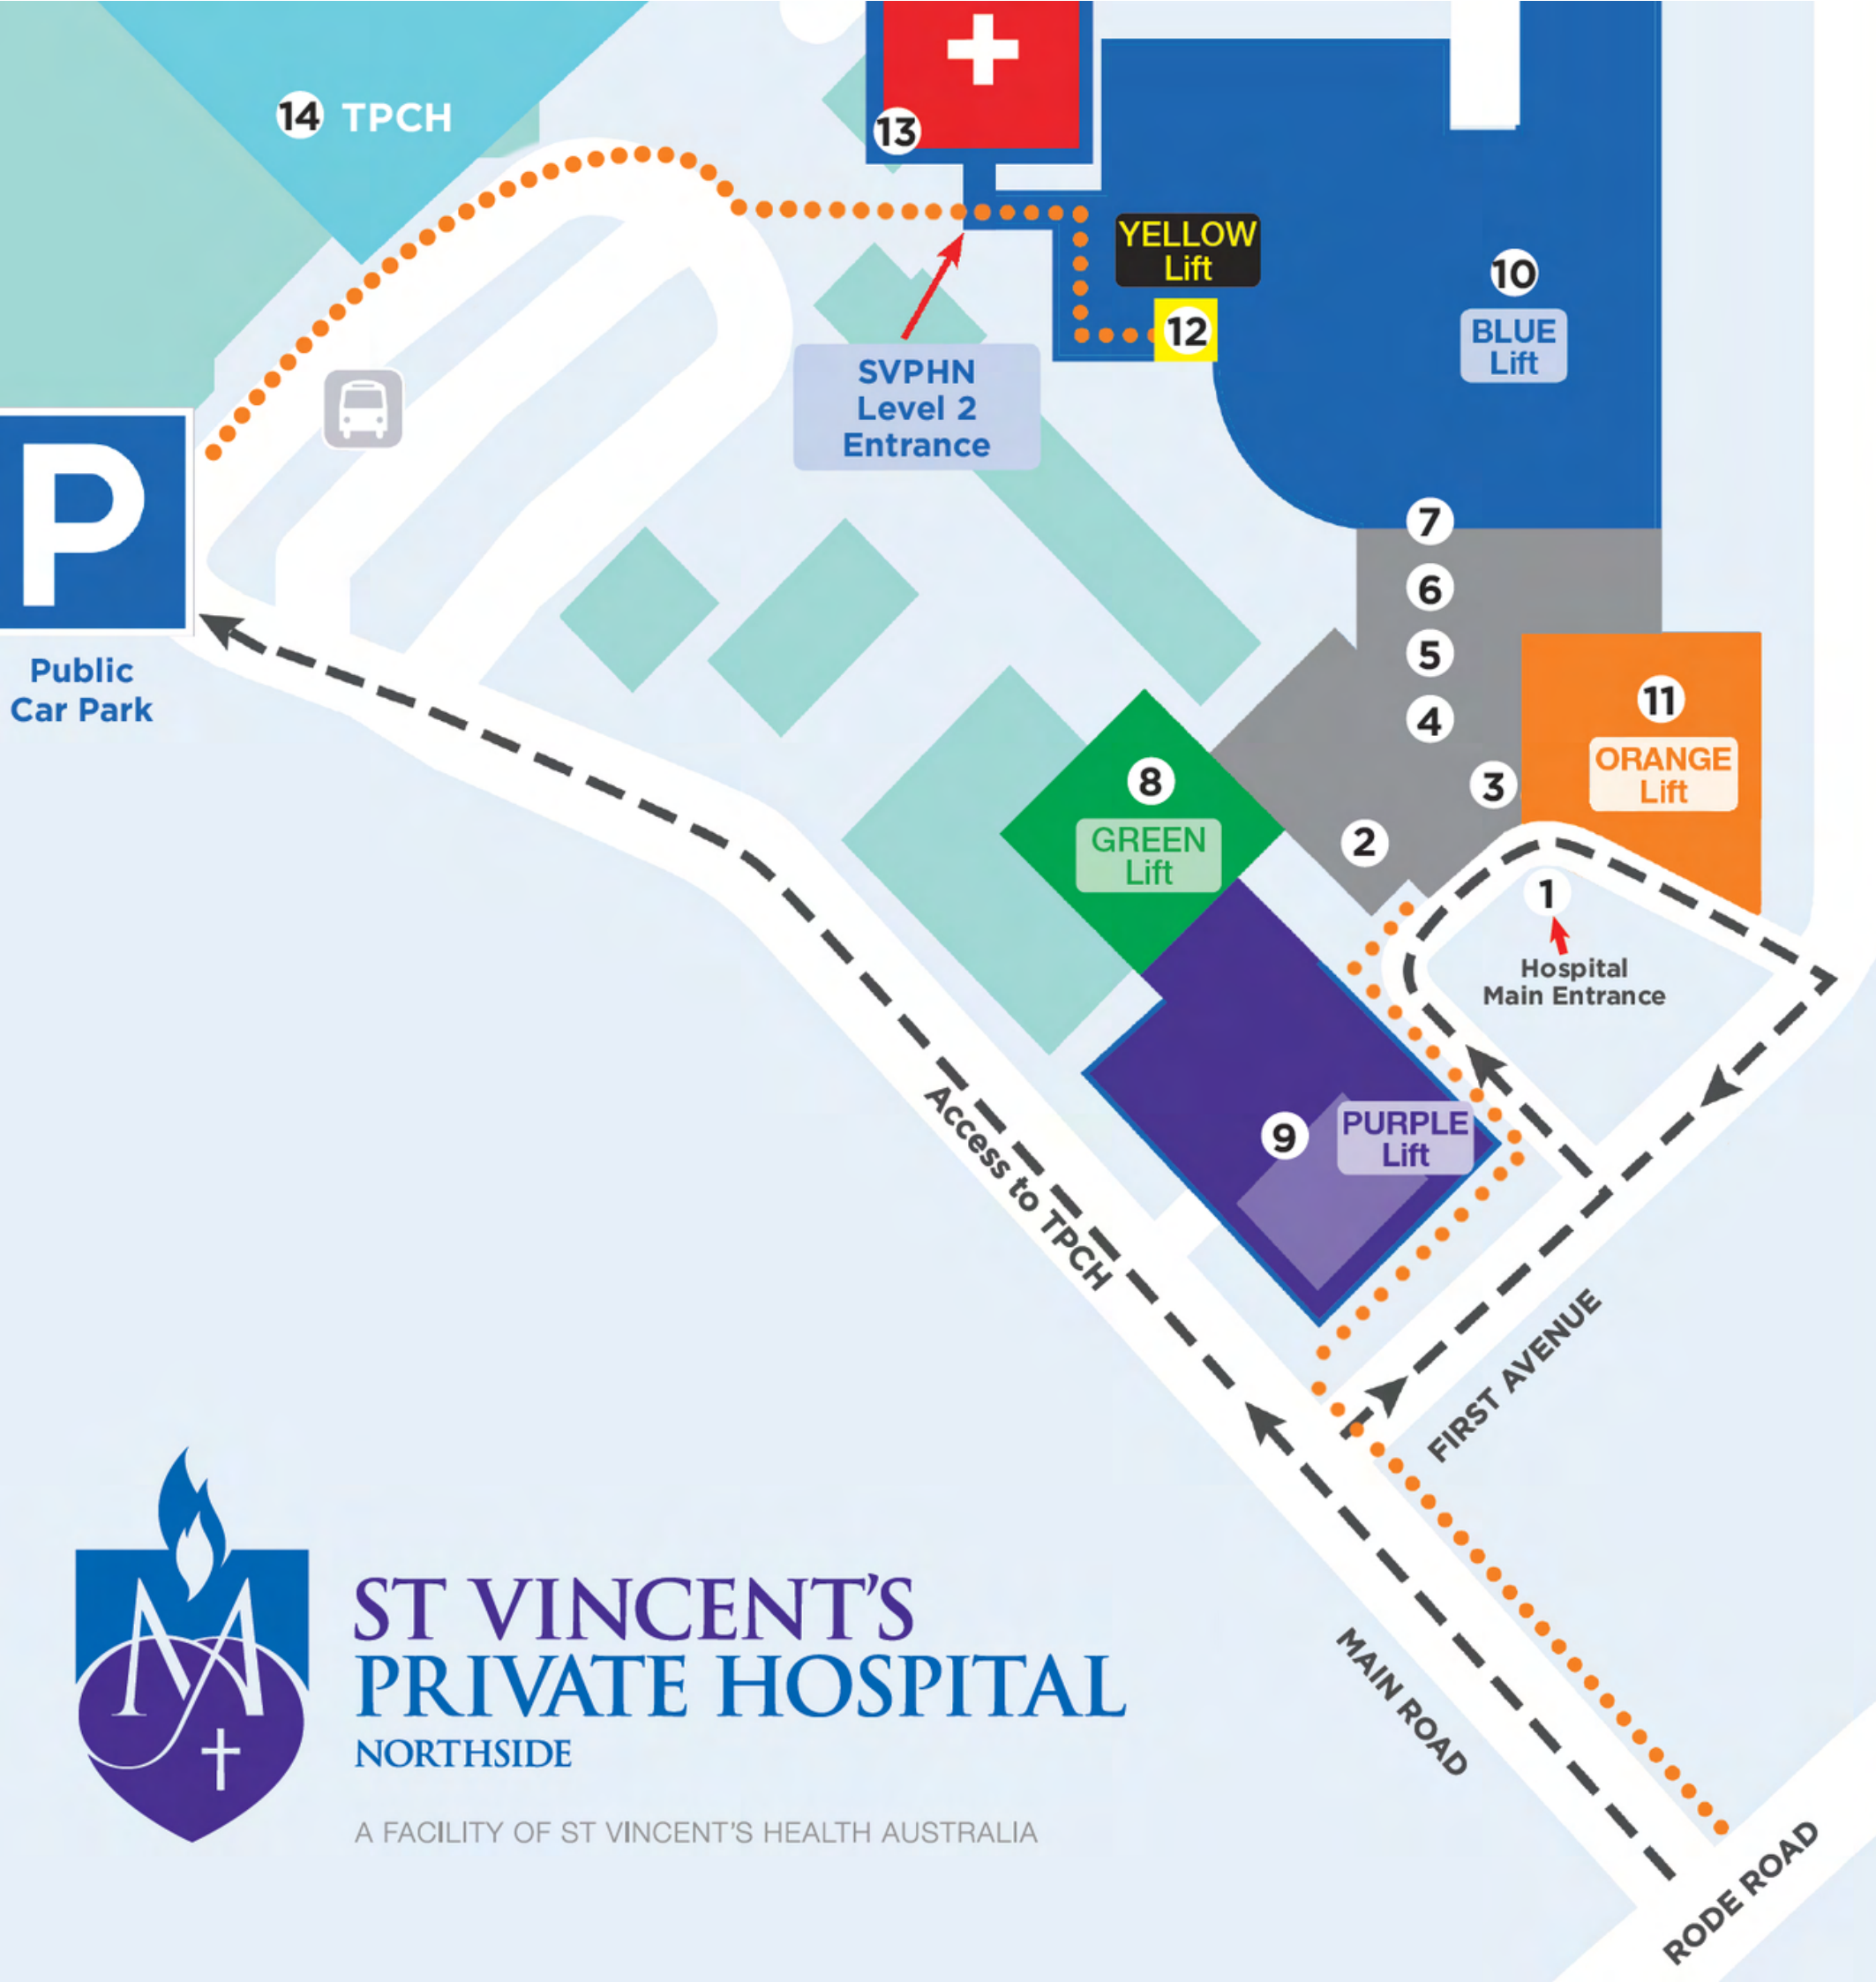 14 TPCH
13
YELLOW
Lift
12
10
BLUE
Lift
SVPHN
Level 2
Entrance
P
Public
Car Park
7
6
5
4
3
2
11
ORANGE
Lift
8
GREEN
Lift
1
Hospital
Main Entrance
9
PURPLE
Lift
Access to TPCH
FIRST AVENUE
MAIN ROAD
RODE ROAD
M
ST VINCENT'S
PRIVATE HOSPITAL
NORTHSIDE
A FACILITY OF ST VINCENT'S HEALTH AUSTRALIA